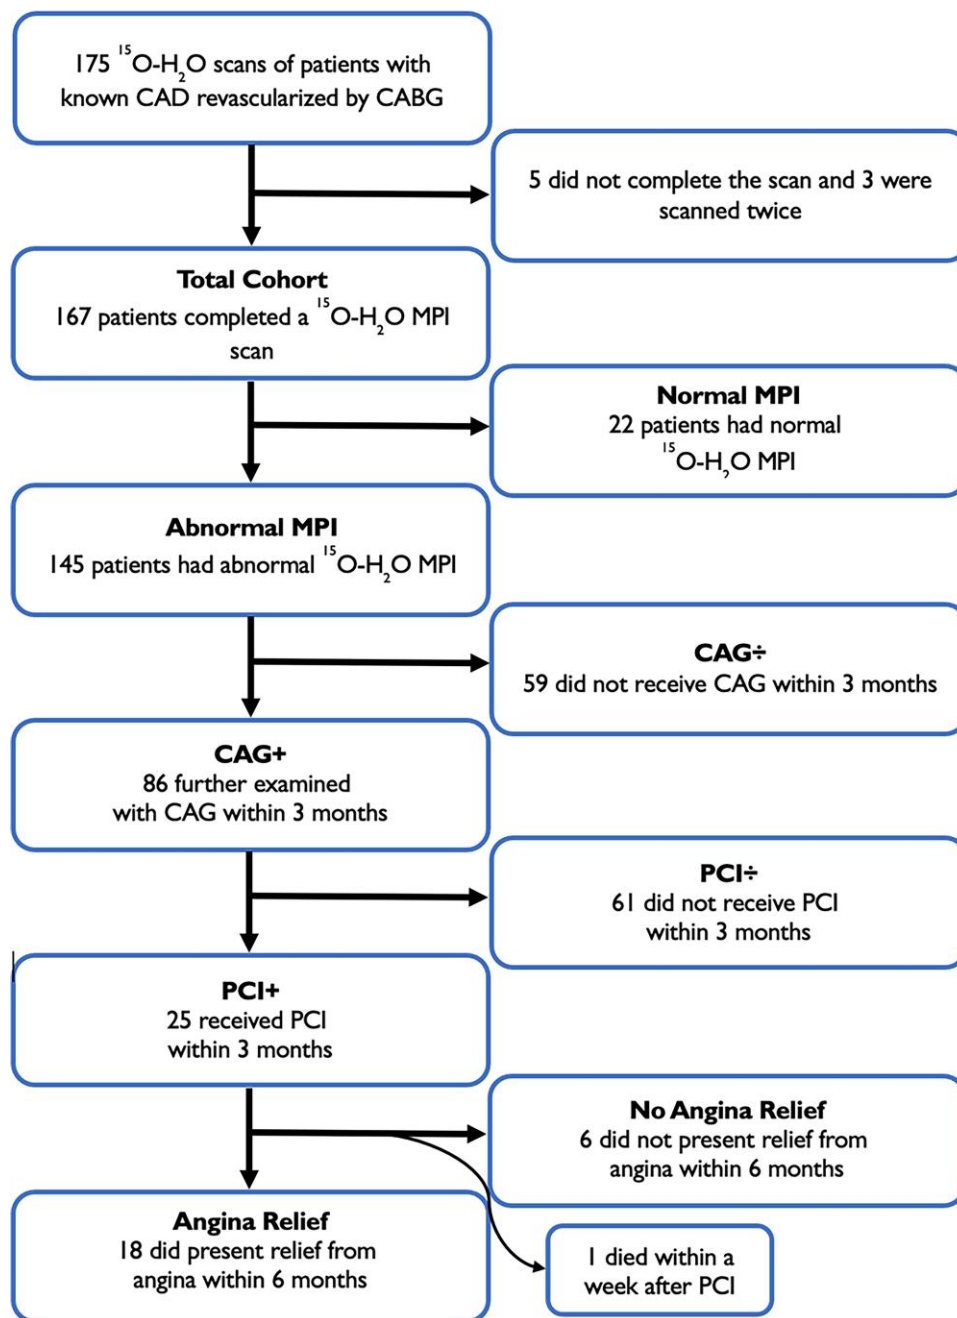 175 ¹⁵O-H₂O scans of patients with
known CAD revascularized by CABG
5 did not complete the scan and 3 were
scanned twice
Total Cohort
167 patients completed a ¹⁵O-H₂O MPI
scan
Normal MPI
22 patients had normal
¹⁵O-H₂O MPI
Abnormal MPI
145 patients had abnormal ¹⁵O-H₂O MPI
CAG÷
59 did not receive CAG within 3 months
CAG+
86 further examined
with CAG within 3 months
PCI÷
61 did not receive PCI
within 3 months
PCI+
25 received PCI
within 3 months
No Angina Relief
6 did not present relief from
angina within 6 months
Angina Relief
18 did present relief from
angina within 6 months
1 died within a
week after PCI